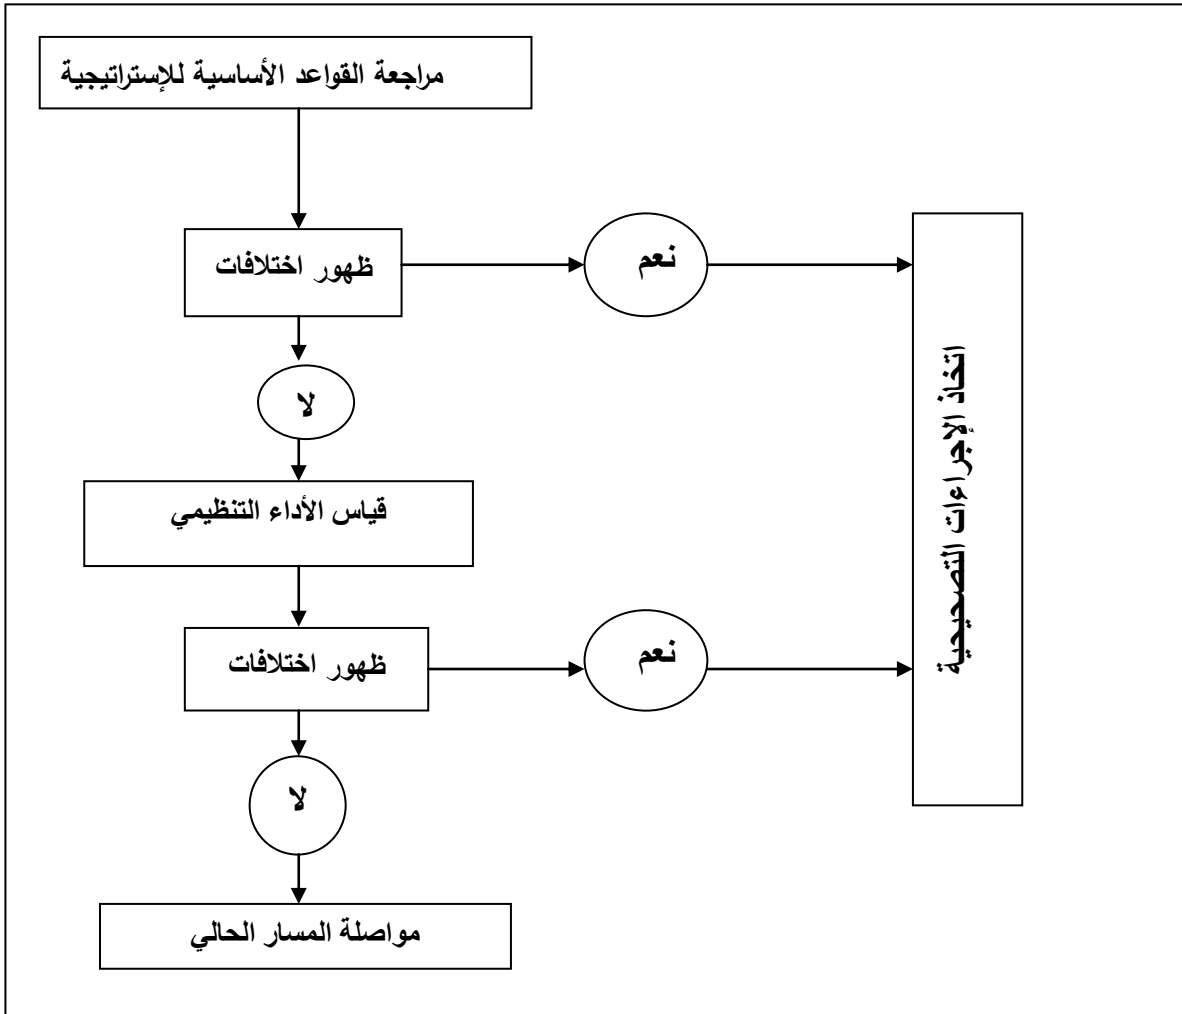 مراجعة القواعد الأساسية للإستراتيجية
ظهور اختلافات
نعم
لا
قياس الأداء التنظيمي
ظهور اختلافات
نعم
لا
مواصلة المسار الحالي
اتخاذ الإجراءات التصحيحية